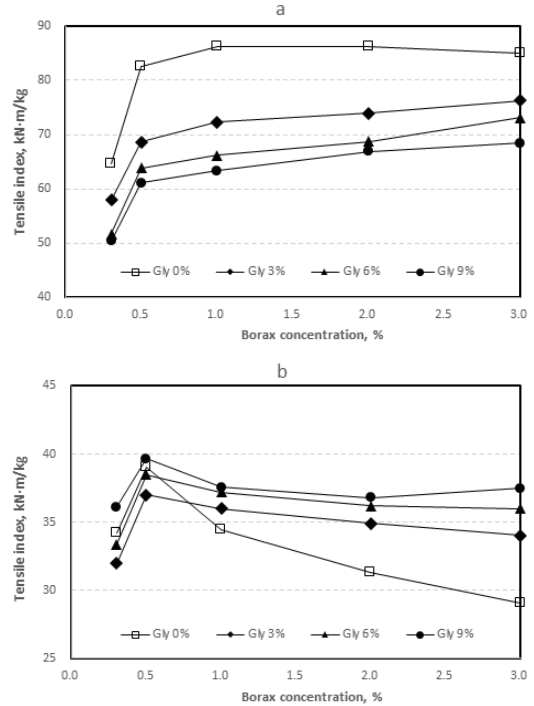 a
90
80
70
60
50
40
Tensile index, kN·m/kg
Gly 0% Gly 3% Gly 6% Gly 9%
0.0 0.5 1.0 1.5 2.0 2.5 3.0
Borax concentration, %
b
45
40
35
30
25
Tensile index, kN·m/kg
Gly 0% Gly 3% Gly 6% Gly 9%
0.0 0.5 1.0 1.5 2.0 2.5 3.0
Borax concentration, %